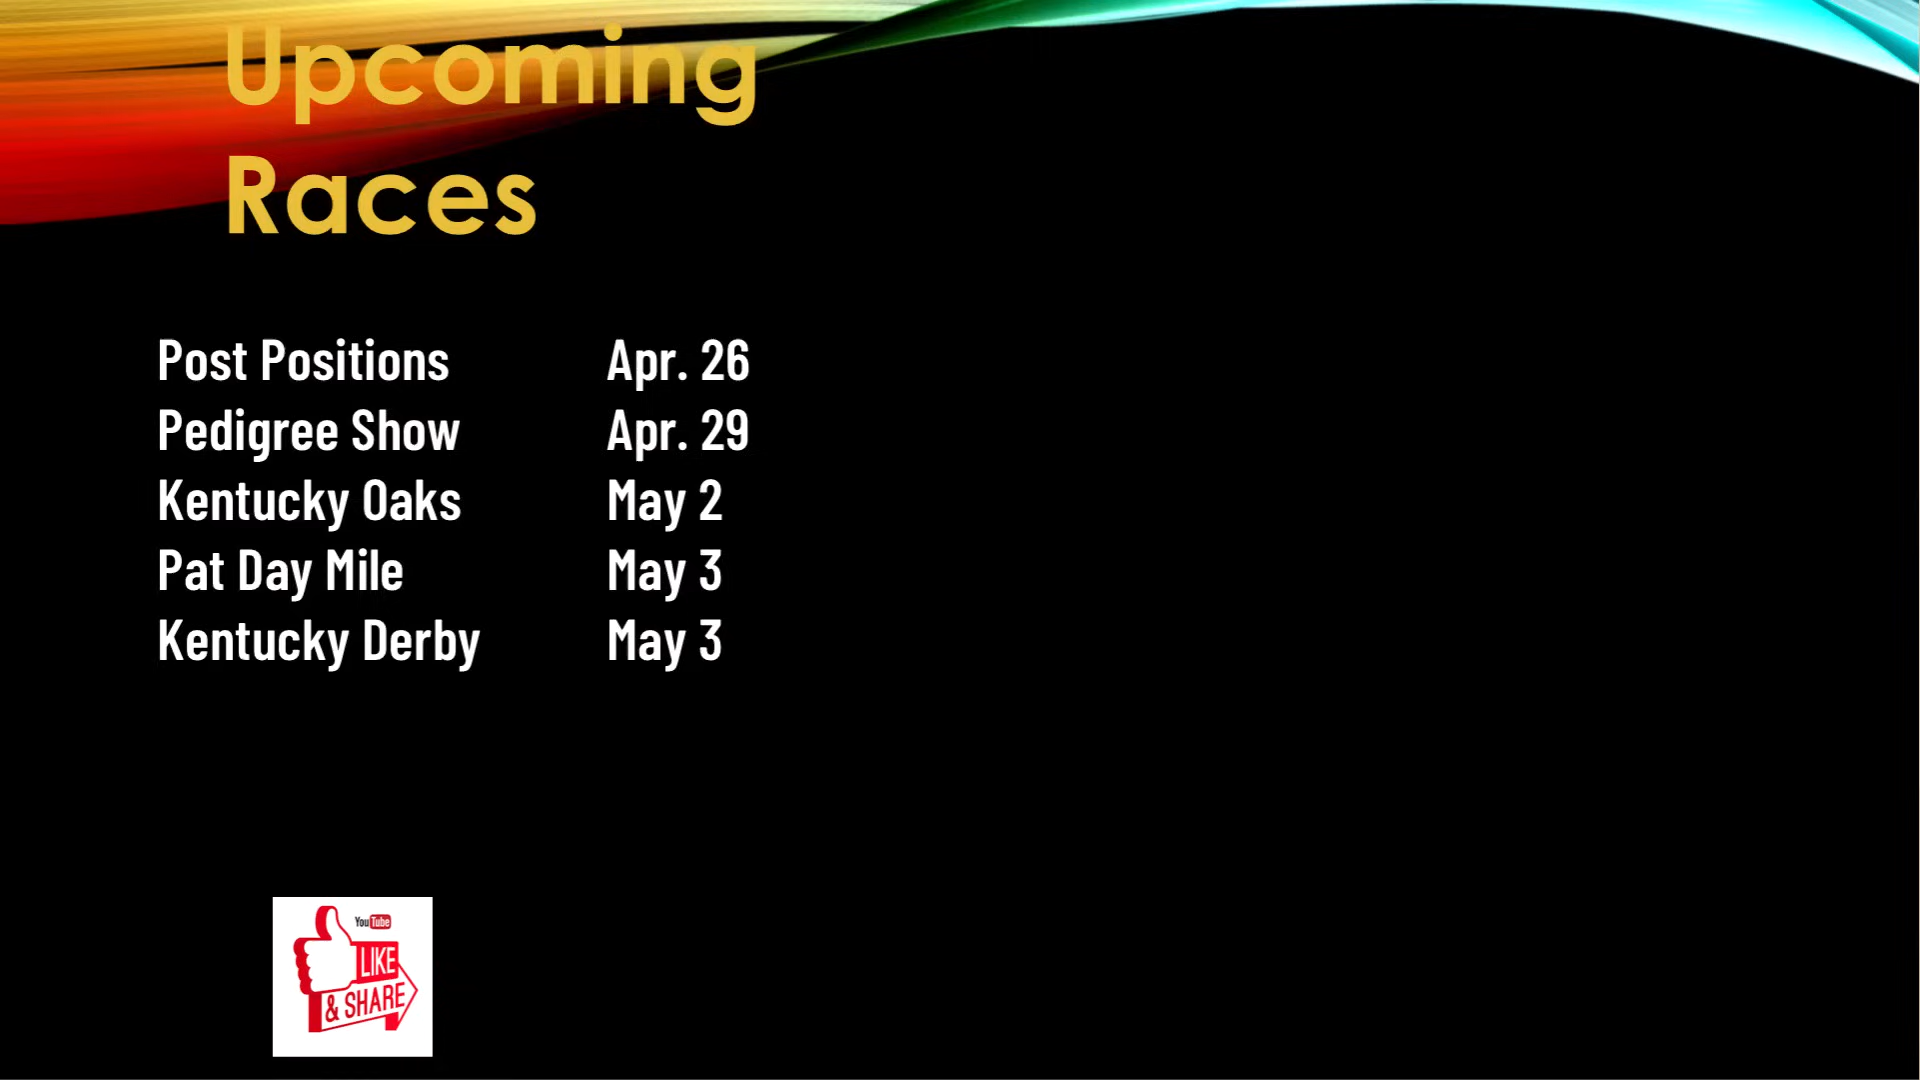 Upcoming
Races
Post Positions Apr. 26
Pedigree Show Apr. 29
Kentucky Oaks May 2
Pat Day Mile May 3
Kentucky Derby May 3
YouTube
LIKE
& SHARE